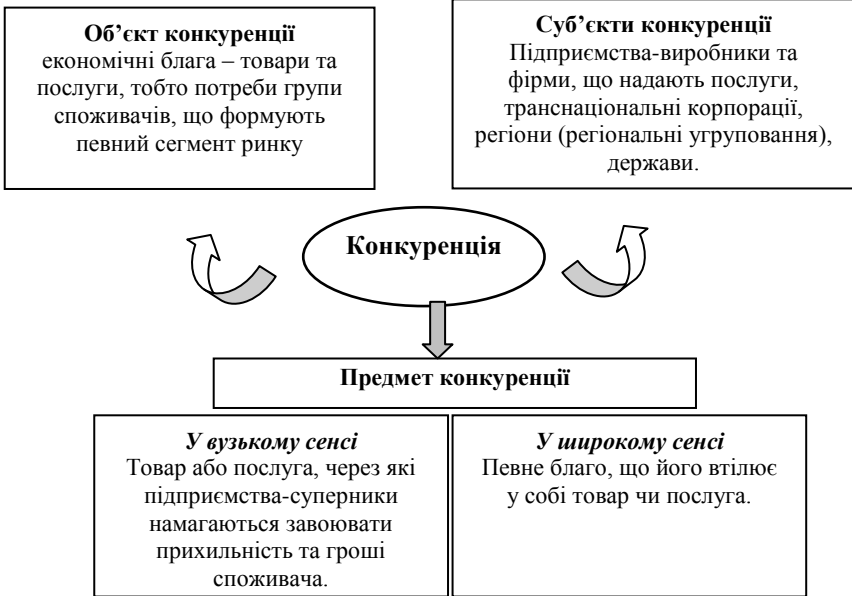 Об’єкт конкуренції
економічні блага – товари та
послуги, тобто потреби групи
споживачів, що формують
певний сегмент ринку
Суб’єкти конкуренції
Підприємства-виробники та
фірми, що надають послуги,
транснаціональні корпорації,
регіони (регіональні угруповання),
держави.
Конкуренція
Предмет конкуренції
У вузькому сенсі
Товар або послуга, через які
підприємства-суперники
намагаються завоювати
прихильність та гроші
споживача.
У широкому сенсі
Певне благо, що його втілює
у собі товар чи послуга.